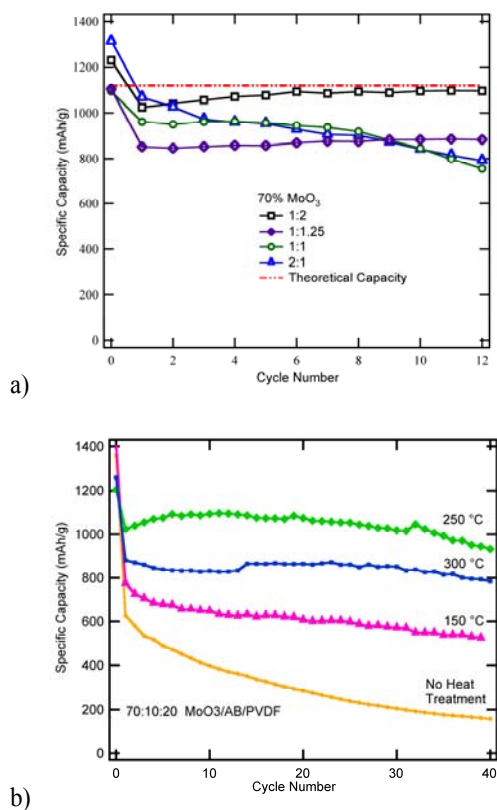 1400
1200
1000
800
600
400
200
0
Specific Capacity (mAh/g)
70% MoO₃
1:2
1:1.25
1:1
2:1
Theoretical Capacity
0 2 4 6 8 10 12
Cycle Number
a)
1400
1200
1000
800
600
400
200
0
Specific Capacity (mAh/g)
250 °C
300 °C
150 °C
No Heat
Treatment
70:10:20 MoO3/AB/PVDF
0 10 20 30 40
Cycle Number
b)